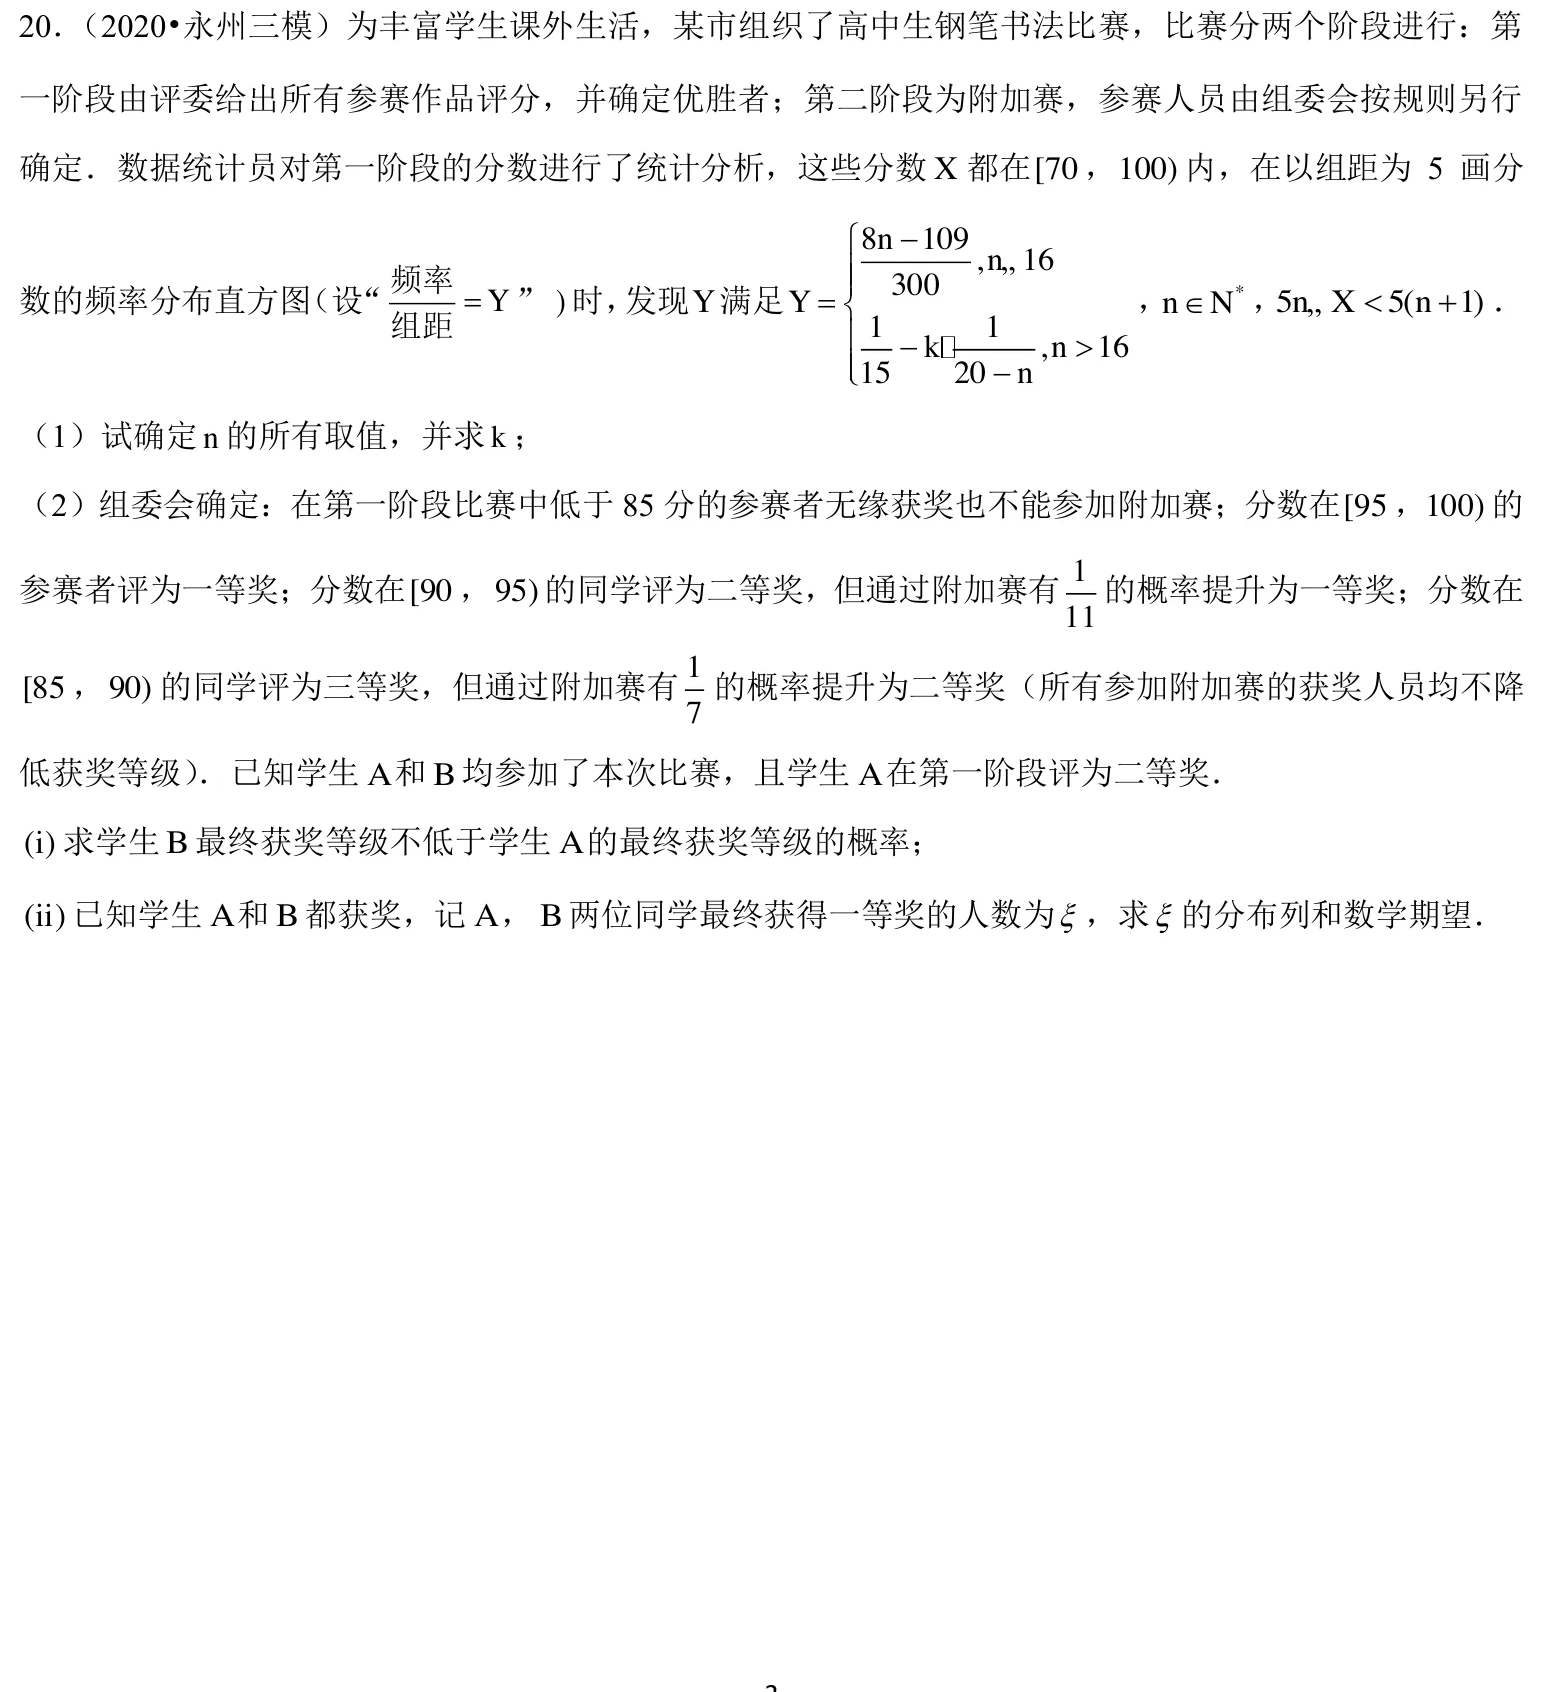 20.（2020•永州三模）为丰富学生课外生活，某市组织了高中生钢笔书法比赛，比赛分两个阶段进行：第
一阶段由评委给出所有参赛作品评分，并确定优胜者；第二阶段为附加赛，参赛人员由组委会按规则另行
确定．数据统计员对第一阶段的分数进行了统计分析，这些分数 X 都在[70，100) 内，在以组距为 5 画分
数的频率分布直方图(设“频率/组距=Y”)时，发现Y满足Y={(8n−109)/300,n,,16; 1/15−k□1/(20−n),n>16，n∈N*，5n,,X<5(n+1)．
（1）试确定n的所有取值，并求k；
（2）组委会确定：在第一阶段比赛中低于 85 分的参赛者无缘获奖也不能参加附加赛；分数在[95，100) 的
参赛者评为一等奖；分数在[90，95) 的同学评为二等奖，但通过附加赛有 1/11 的概率提升为一等奖；分数在
[85，90) 的同学评为三等奖，但通过附加赛有 1/7 的概率提升为二等奖（所有参加附加赛的获奖人员均不降
低获奖等级）．已知学生 A和 B 均参加了本次比赛，且学生 A在第一阶段评为二等奖．
(i) 求学生 B 最终获奖等级不低于学生 A的最终获奖等级的概率；
(ii) 已知学生 A和 B 都获奖，记 A， B 两位同学最终获得一等奖的人数为ξ，求ξ 的分布列和数学期望．